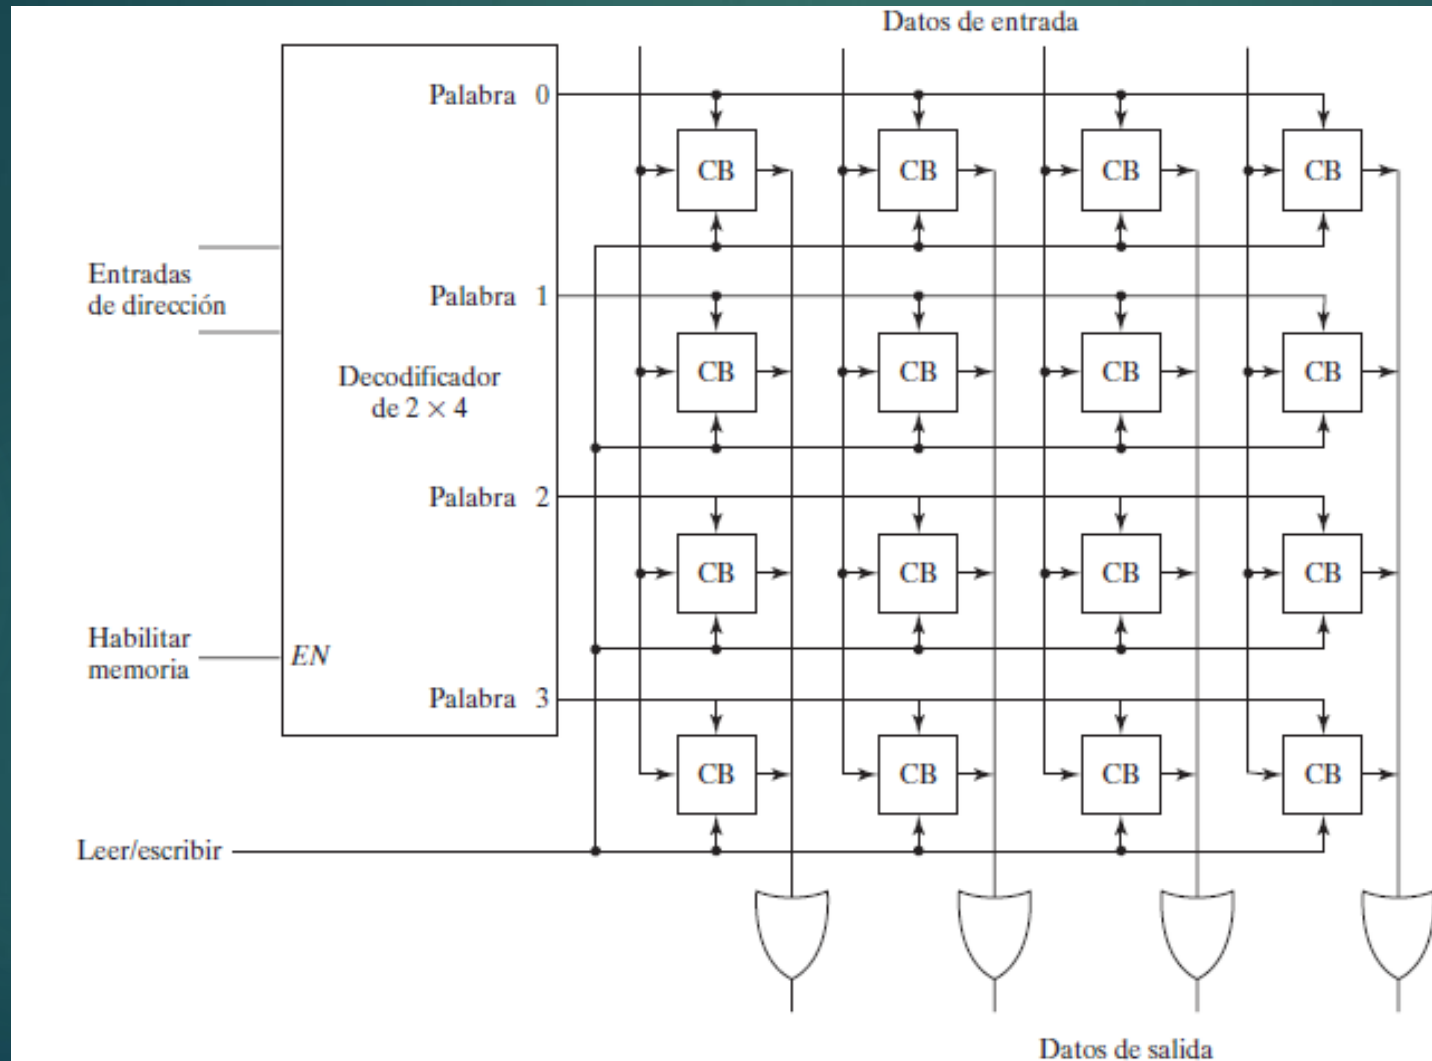 Datos de entrada
Palabra 0
CB CB CB CB
Entradas
de dirección
Palabra 1
CB CB CB CB
Decodificador
de 2 × 4
Palabra 2
CB CB CB CB
Habilitar
memoria
EN
Palabra 3
CB CB CB CB
Leer/escribir
Datos de salida